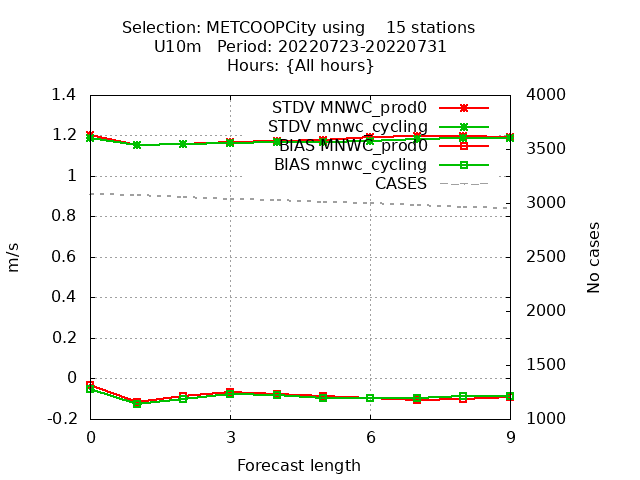 Selection: METCOOPCity using    15 stations
U10m   Period: 20220723-20220731
Hours: {All hours}
1.4
1.2
1
0.8
0.6
0.4
0.2
0
-0.2
m/s
STDV MNWC_prod0
STDV mnwc_cycling
BIAS MNWC_prod0
BIAS mnwc_cycling
CASES
4000
3500
3000
2500
2000
1500
1000
No cases
0 3 6 9
Forecast length